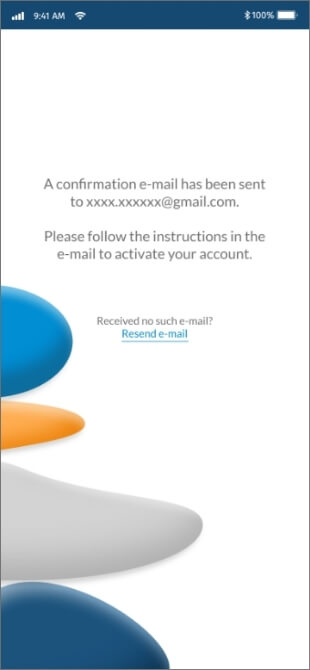 9:41 AM 100%
A confirmation e-mail has been sent
to xxxx.xxxxxx@gmail.com.
Please follow the instructions in the
e-mail to activate your account.
Received no such e-mail?
Resend e-mail